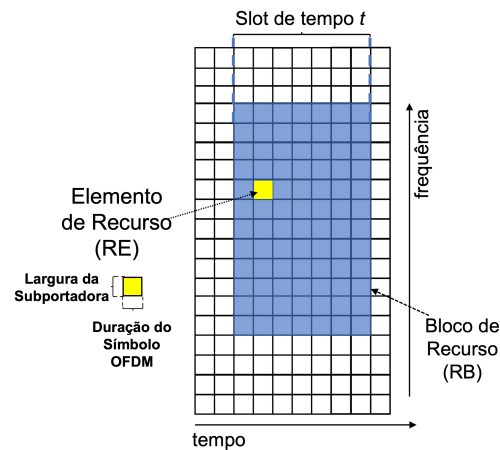 Slot de tempo t
frequência
Elemento
de Recurso
(RE)
Largura da
Subportadora
Duração do
Símbolo
OFDM
Bloco de
Recurso
(RB)
tempo